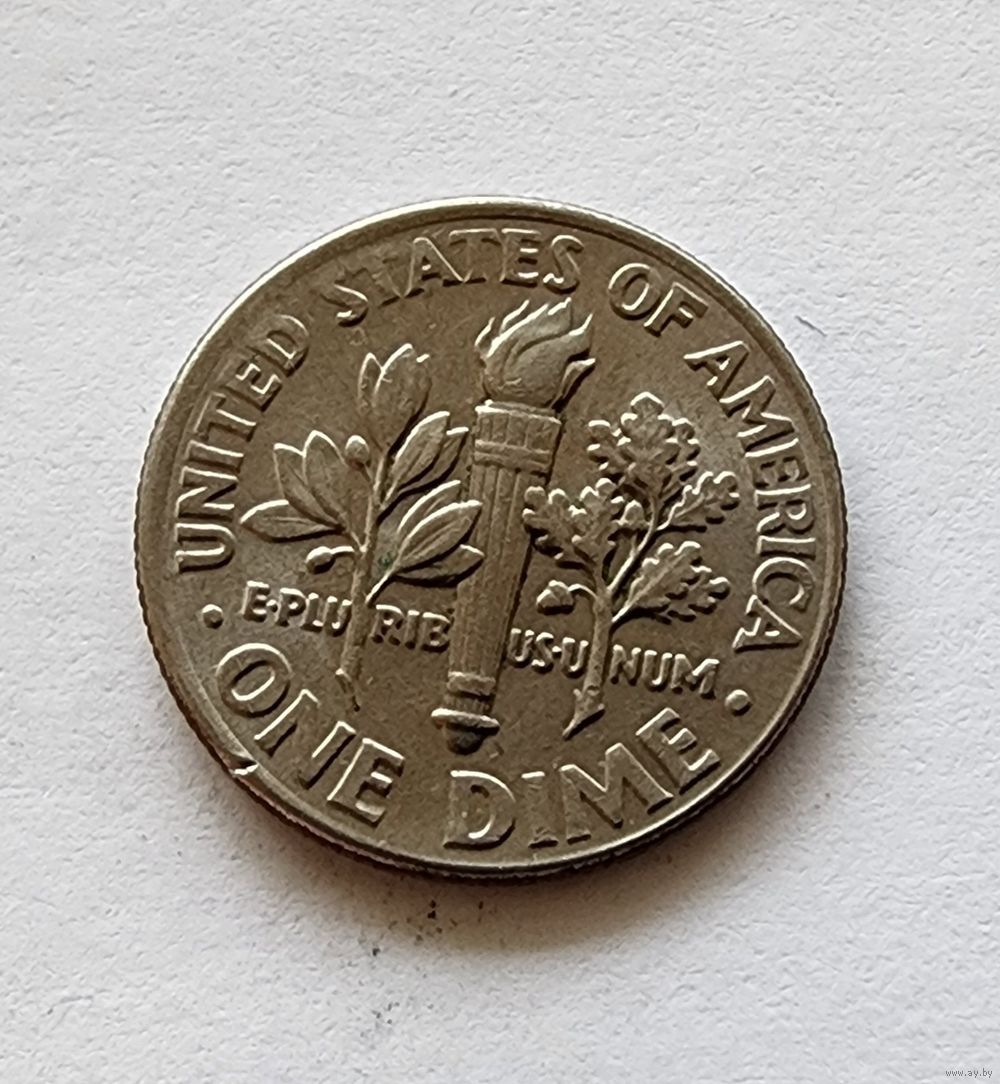 UNITED STATES OF AMERICA
E·PLURIBUS·UNUM
· ONE DIME ·
www.ay.by